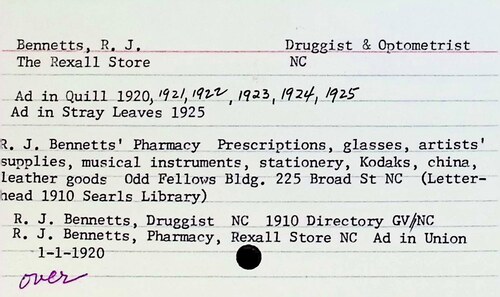 Bennetts, R. J. Druggist & Optometrist
The Rexall Store NC
Ad in Quill 1920, 1921, 1922, 1923, 1924, 1925
Ad in Stray Leaves 1925
R. J. Bennetts' Pharmacy Prescriptions, glasses, artists'
supplies, musical instruments, stationery, Kodaks, china,
leather goods Odd Fellows Bldg. 225 Broad St NC (Letter-
head 1910 Searls Library)
R. J. Bennetts, Druggist NC 1910 Directory GV/NC
R. J. Bennetts, Pharmacy, Rexall Store NC Ad in Union
1-1-1920
over